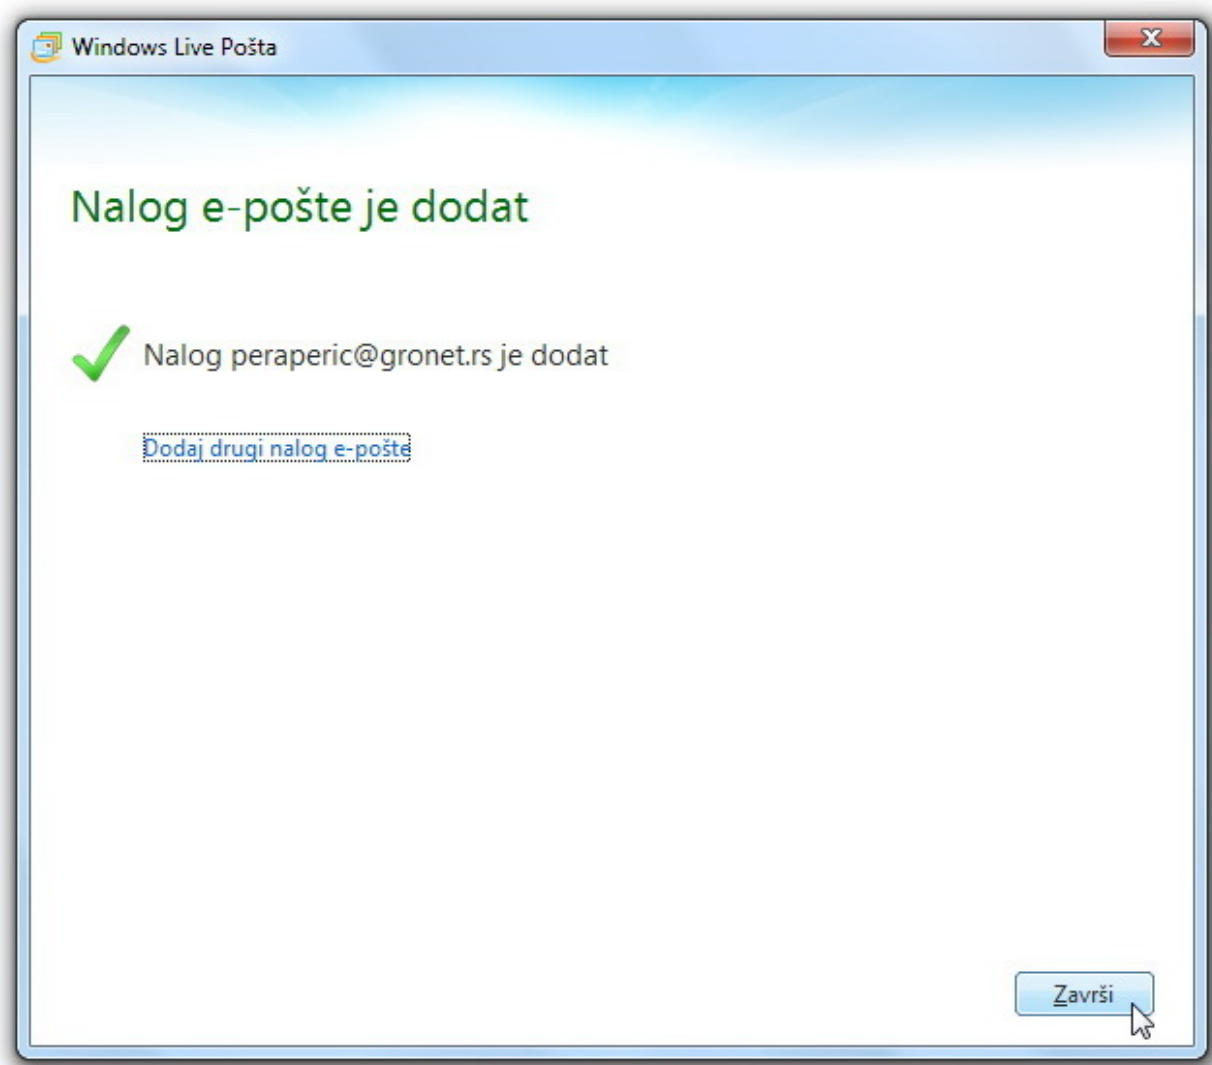 Windows Live Pošta
Nalog e-pošte je dodat
Nalog peraperic@gronet.rs je dodat
Dodaj drugi nalog e-pošte
Završi